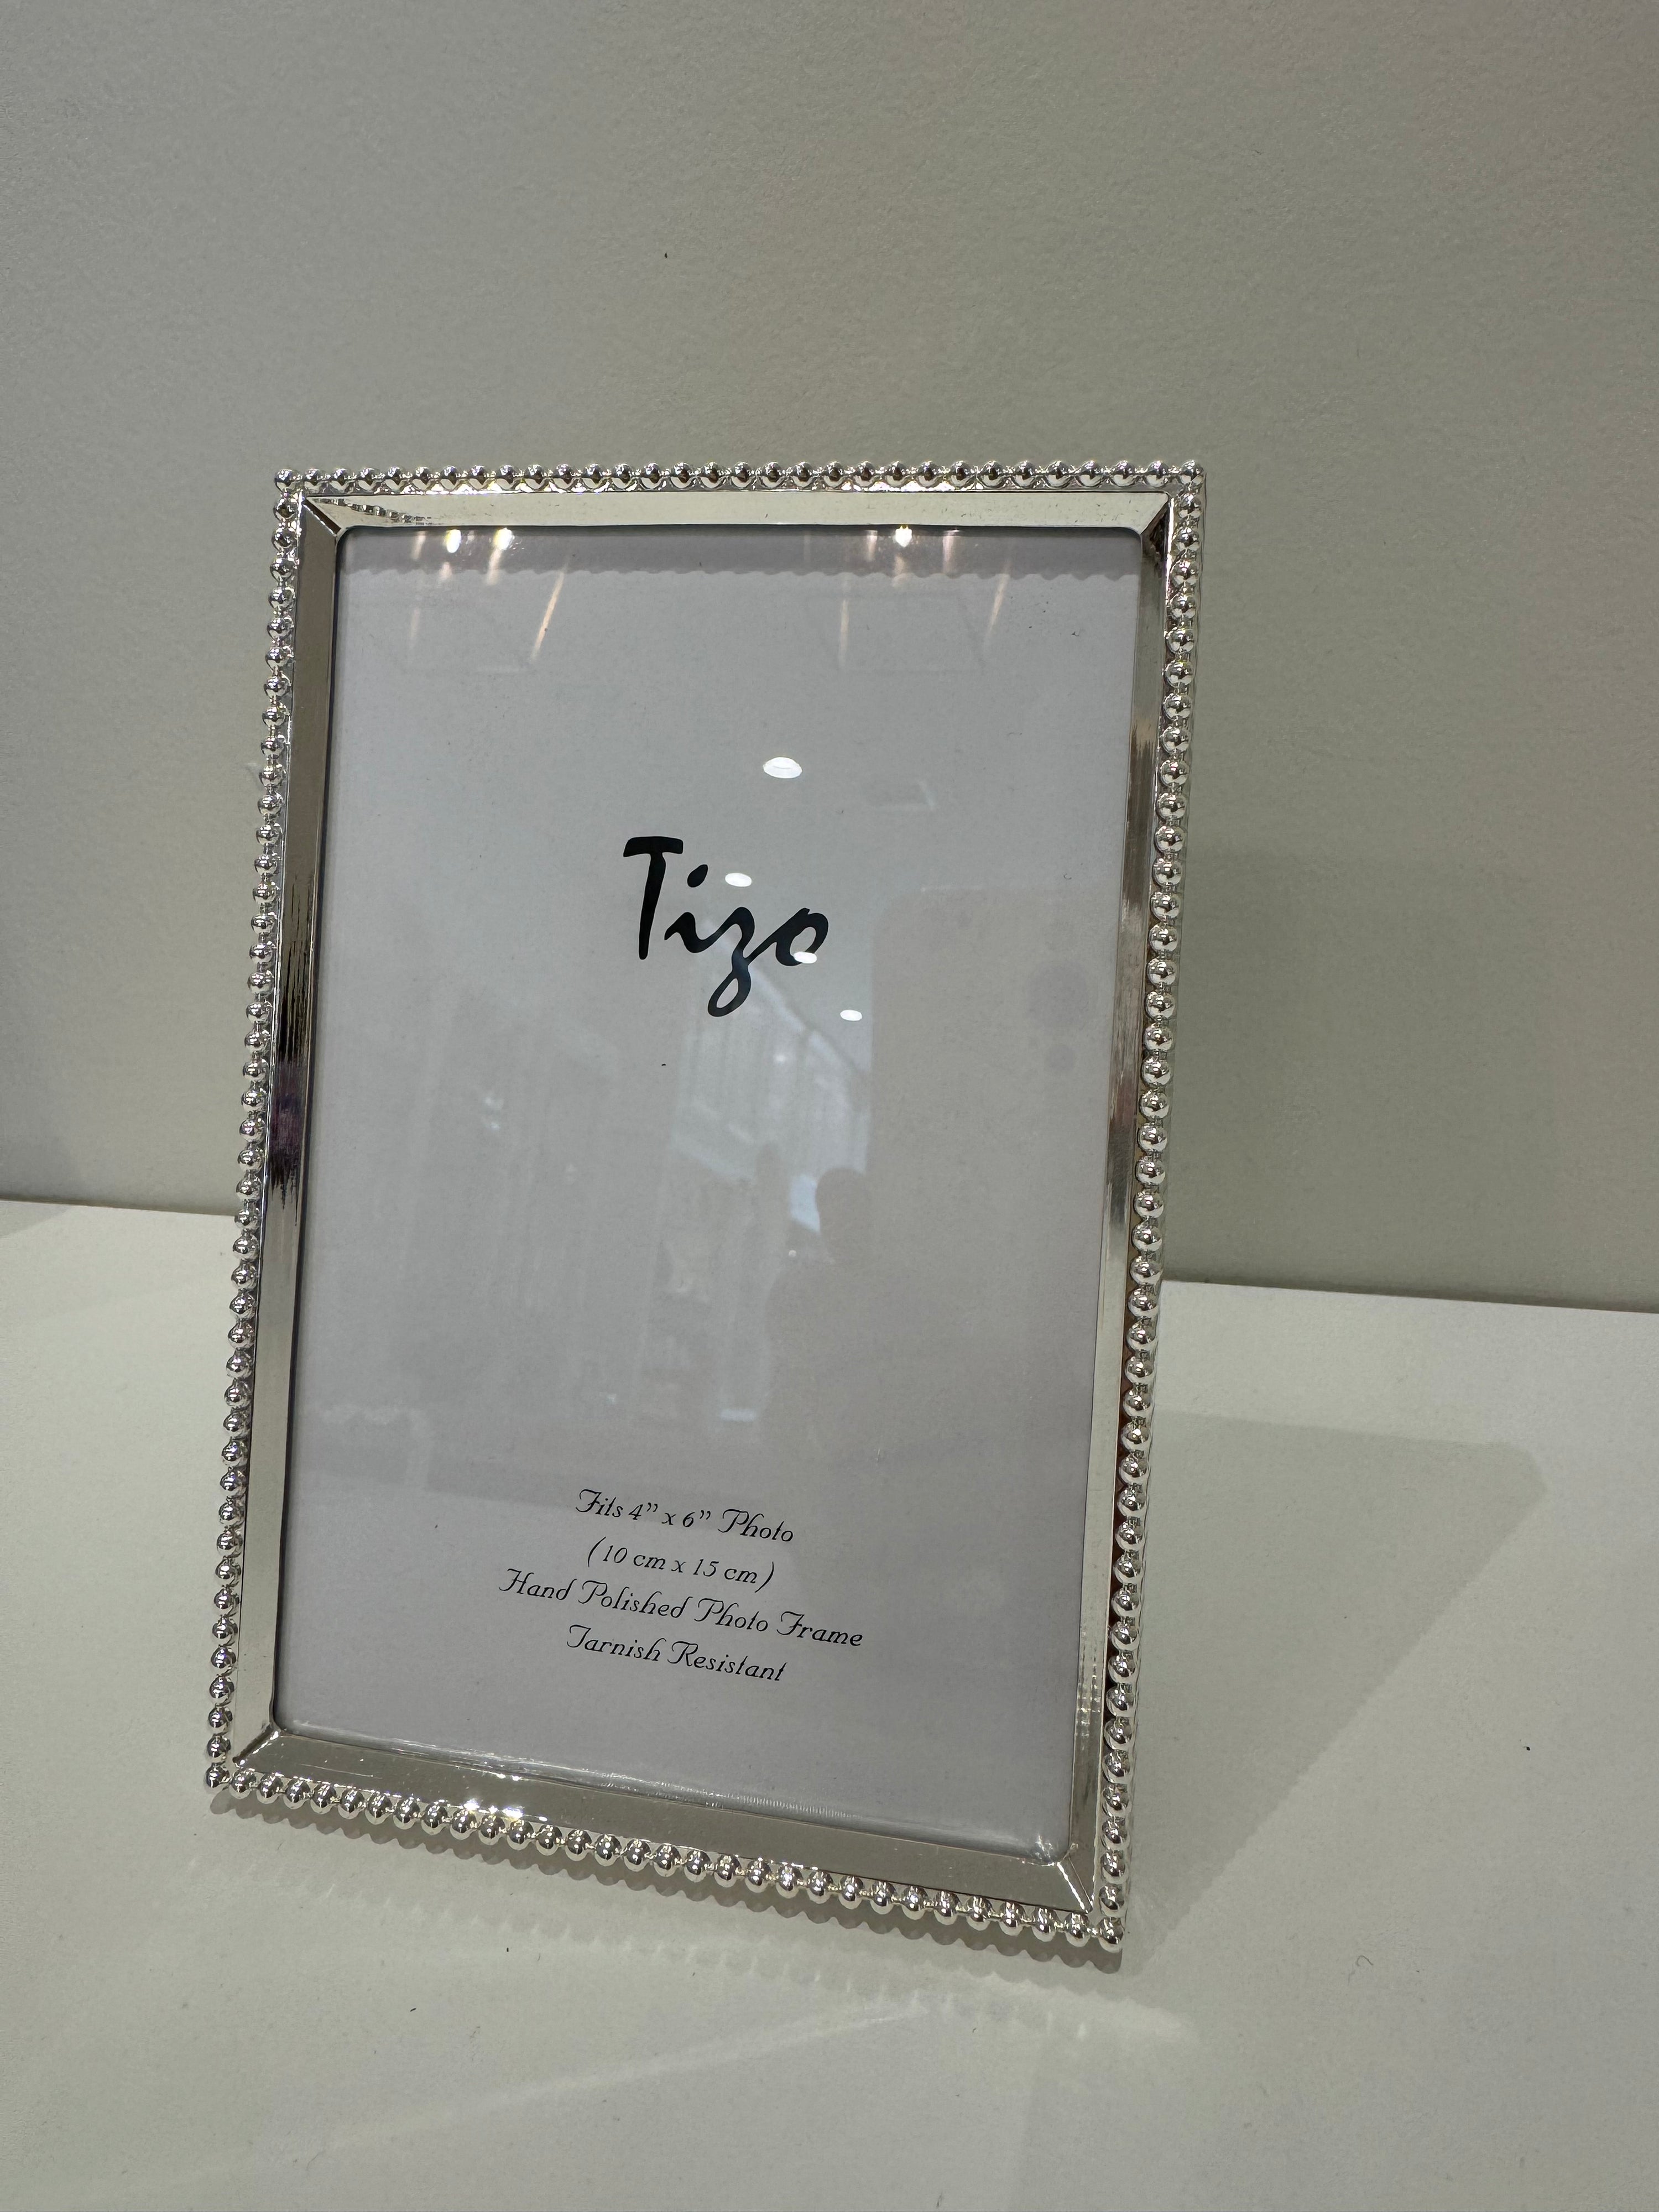 Tizo
Fits 4” x 6” Photo
(10 cm x 15 cm)
Hand Polished Photo Frame
Tarnish Resistant